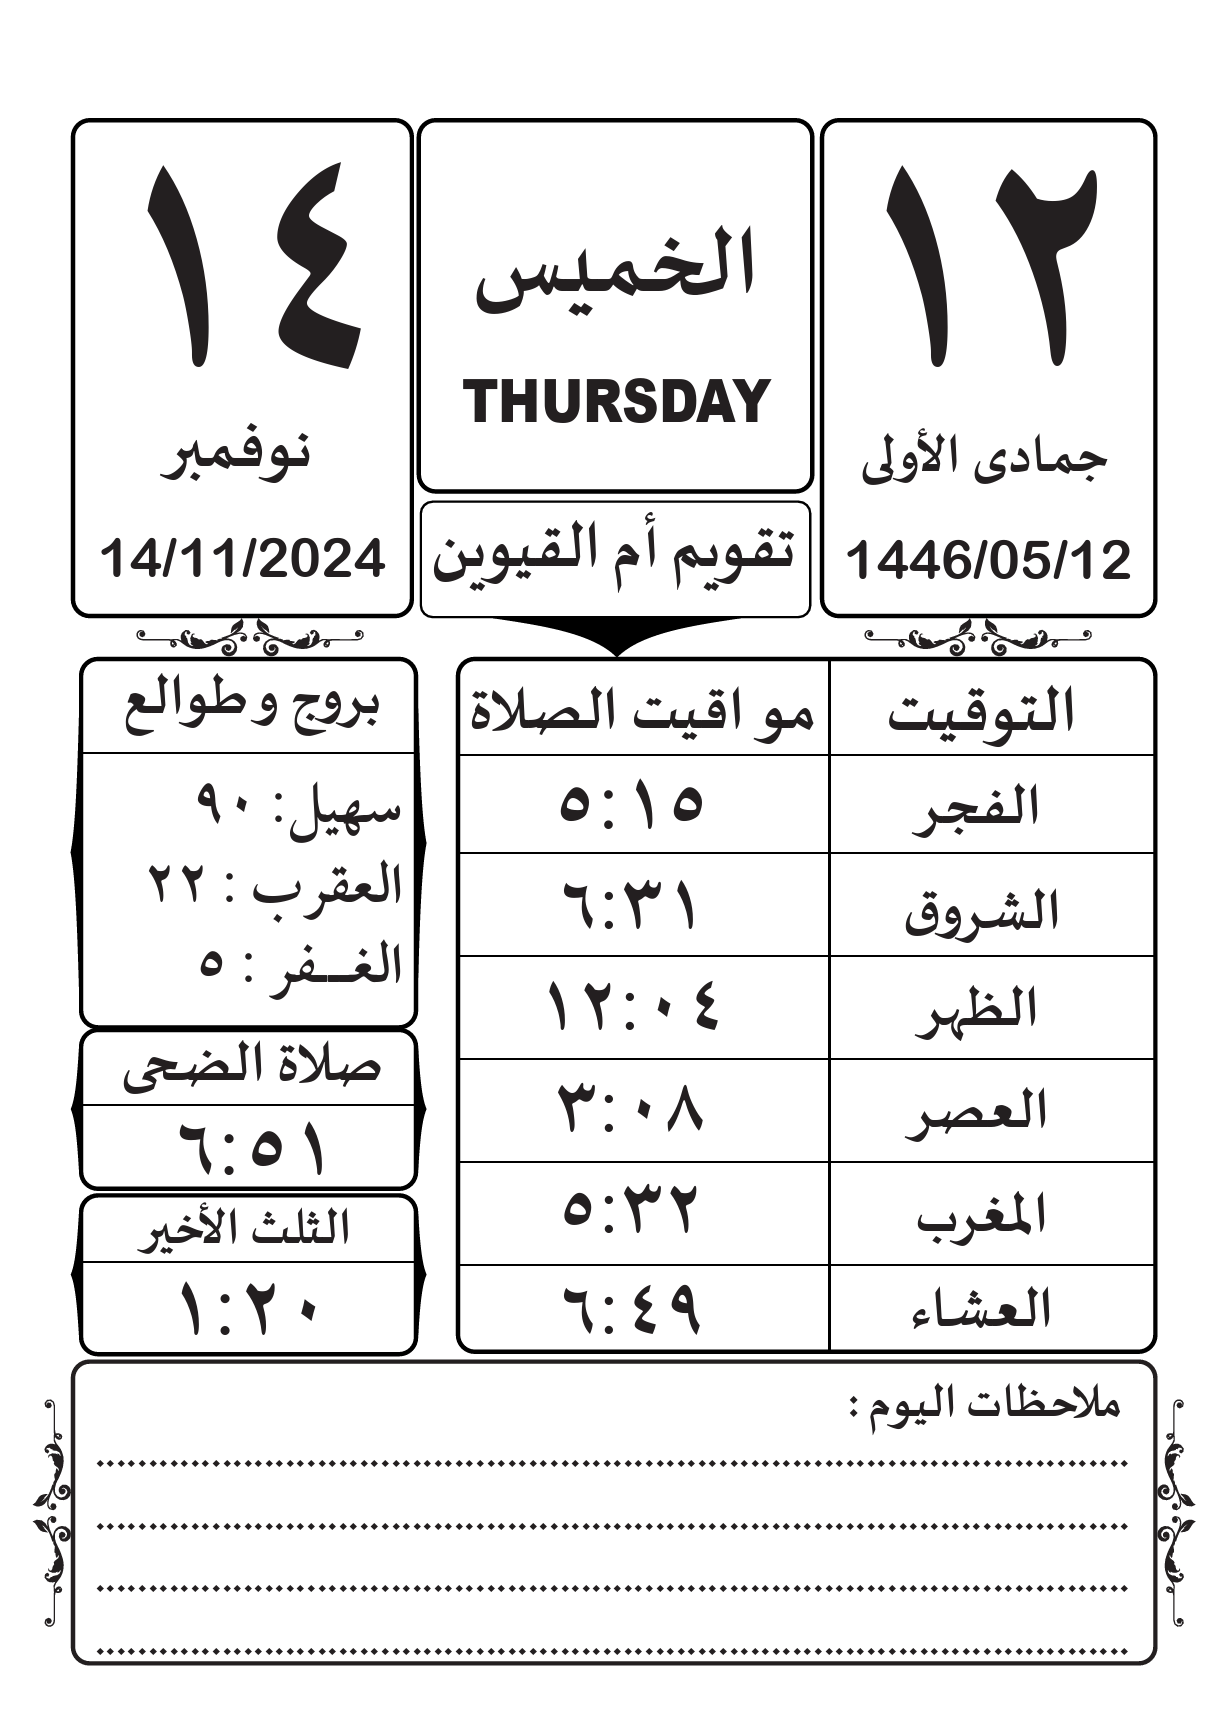 ١٢
جمادى الأولى
1446/05/12
الخميس
THURSDAY
تقويم أم القيوين
١٤
نوفمبر
14/11/2024
التوقيت مو اقيت الصلاة
الفجر ٥:١٥
الشروق ٦:٣١
الظهر ١٢:٠٤
العصر ٣:٠٨
المغرب ٥:٣٢
العشاء ٦:٤٩
بروج وطوالع
سهيل: ٩٠
العقرب : ٢٢
الغــفر : ٥
صلاة الضحى
٦:٥١
الثلث الأخير
١:٢٠
ملاحظات اليوم :